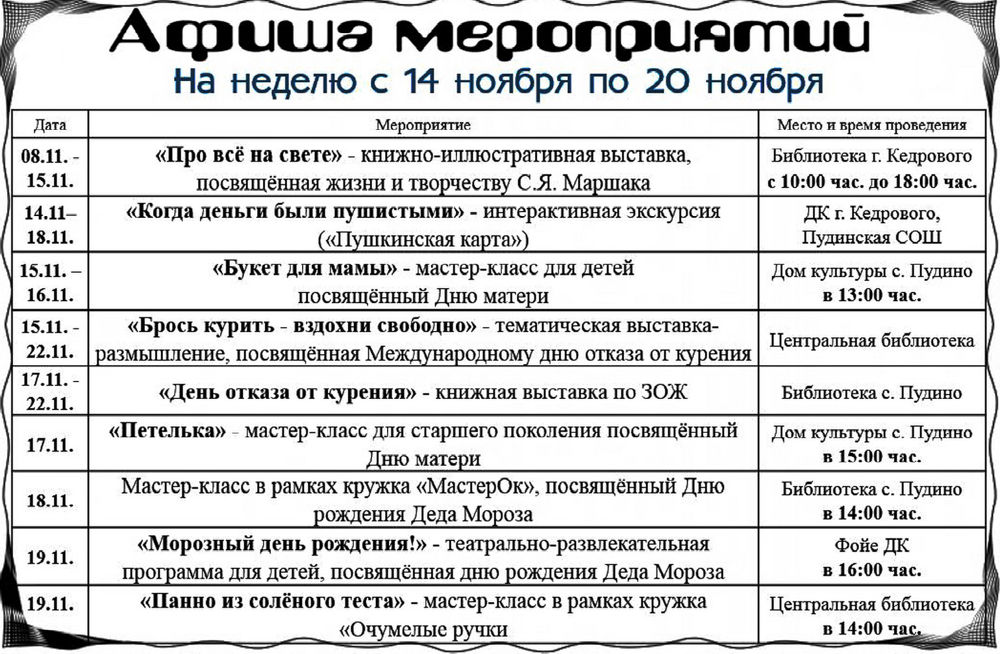 Афиша мероприятий
На неделю с 14 ноября по 20 ноября
Дата Мероприятие Место и время проведения
08.11. -
15.11.
«Про всё на свете» - книжно-иллюстративная выставка,
посвящённая жизни и творчеству С.Я. Маршака
Библиотека г. Кедрового
с 10:00 час. до 18:00 час.
14.11–
18.11.
«Когда деньги были пушистыми» - интерактивная экскурсия
(«Пушкинская карта»)
ДК г. Кедрового,
Пудинская СОШ
15.11. –
16.11.
«Букет для мамы» - мастер-класс для детей
посвящённый Дню матери
Дом культуры с. Пудино
в 13:00 час.
15.11. -
22.11.
«Брось курить - вздохни свободно» - тематическая выставка-
размышление, посвящённая Международному дню отказа от курения
Центральная библиотека
17.11. -
22.11.
«День отказа от курения» - книжная выставка по ЗОЖ
Библиотека с. Пудино
17.11.
«Петелька» - мастер-класс для старшего поколения посвящённый
Дню матери
Дом культуры с. Пудино
в 15:00 час.
18.11.
Мастер-класс в рамках кружка «МастерОк», посвящённый Дню
рождения Деда Мороза
Библиотека с. Пудино
в 14:00 час.
19.11.
«Морозный день рождения!» - театрально-развлекательная
программа для детей, посвящённая дню рождения Деда Мороза
Фойе ДК
в 16:00 час.
19.11.
«Панно из солёного теста» - мастер-класс в рамках кружка
«Очумелые ручки
Центральная библиотека
в 14:00 час.